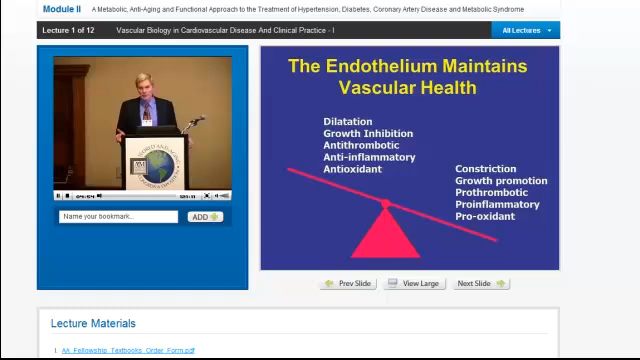 Module II
A Metabolic, Anti-Aging and Functional Approach to the Treatment of Hypertension, Diabetes, Coronary Artery Disease and Metabolic Syndrome
Lecture 1 of 12
Vascular Biology in Cardiovascular Disease And Clinical Practice - I
All Lectures
The Endothelium Maintains
Vascular Health
Dilatation
Growth Inhibition
Antithrombotic
Anti-inflammatory
Antioxidant
Constriction
Growth promotion
Prothrombotic
Proinflammatory
Pro-oxidant
Name your bookmark...
ADD
Prev Slide
View Large
Next Slide
Lecture Materials
1. AA_Fellowship_Textbooks_Order_Form.pdf